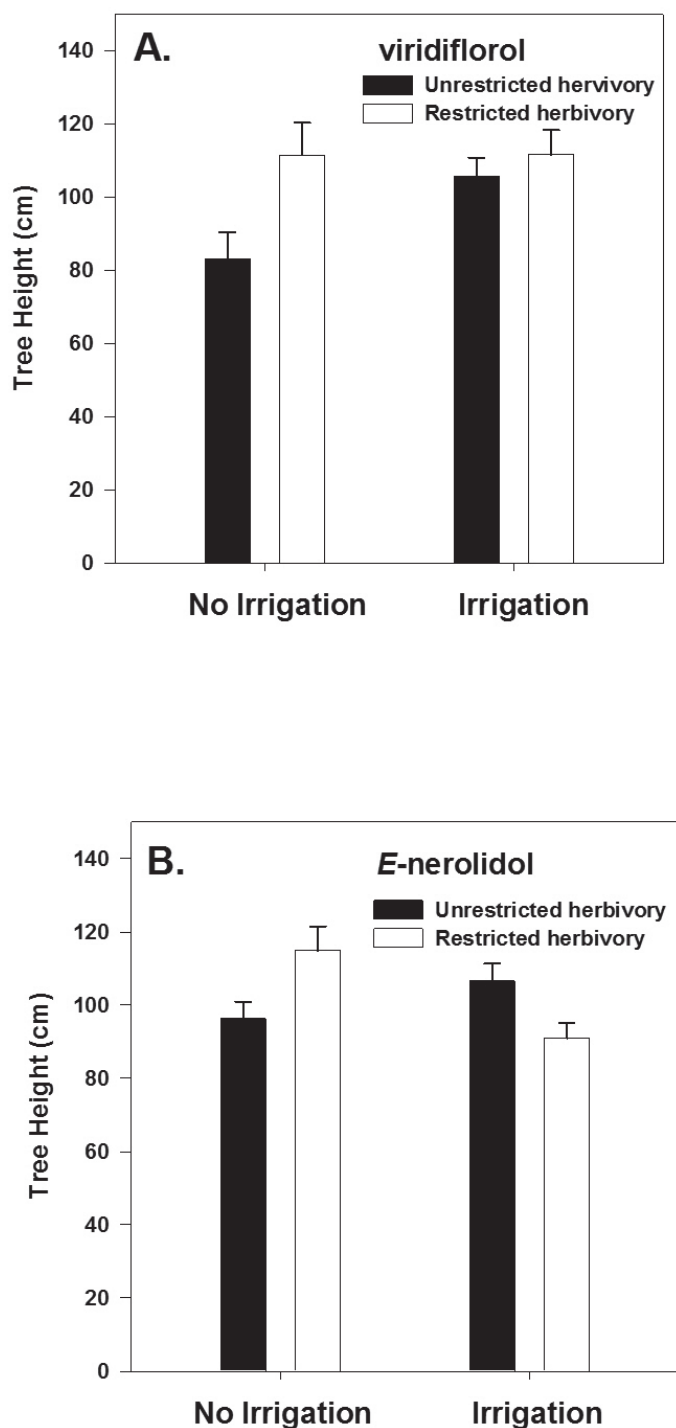 A.
viridiflorol
Unrestricted hervivory
Restricted herbivory
Tree Height (cm)
140
120
100
80
60
40
20
0
No Irrigation Irrigation
B.
E-nerolidol
Unrestricted herbivory
Restricted herbivory
Tree Height (cm)
140
120
100
80
60
40
20
0
No Irrigation Irrigation